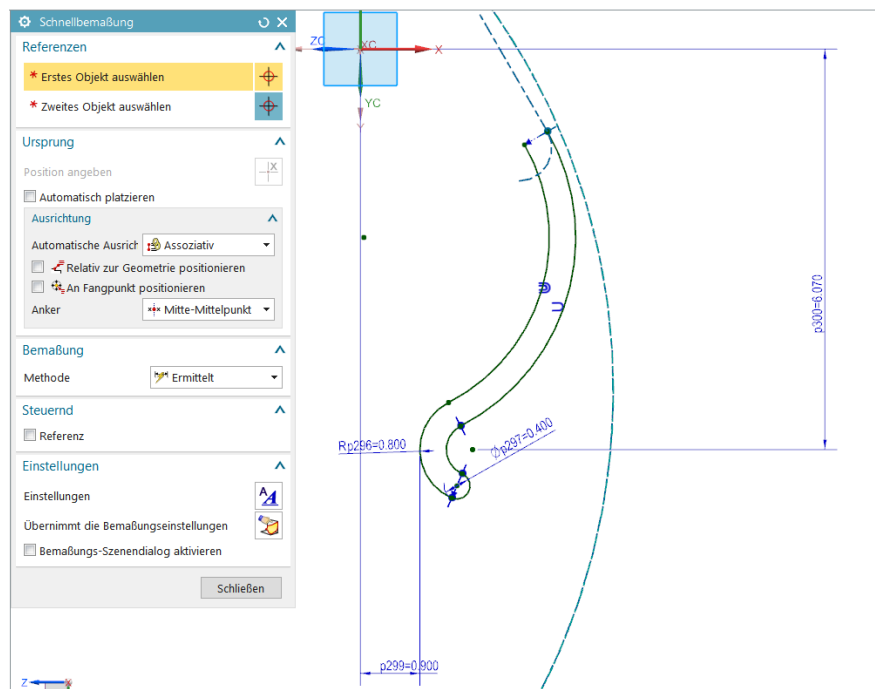 Schnellbemaßung
Referenzen
* Erstes Objekt auswählen
* Zweites Objekt auswählen
Ursprung
Position angeben
Automatisch platzieren
Ausrichtung
Automatische Ausrich Assoziativ
Relativ zur Geometrie positionieren
An Fangpunkt positionieren
Anker Mitte-Mittelpunkt
Bemaßung
Methode Ermittelt
Steuernd
Referenz
Einstellungen
Einstellungen
Übernimmt die Bemaßungseinstellungen
Bemaßungs-Szenendialog aktivieren
Schließen
ZC
XC
X
YC
Y
p300=6.070
Rp296=0.800
Øp297=0.400
p299=0.900
Z